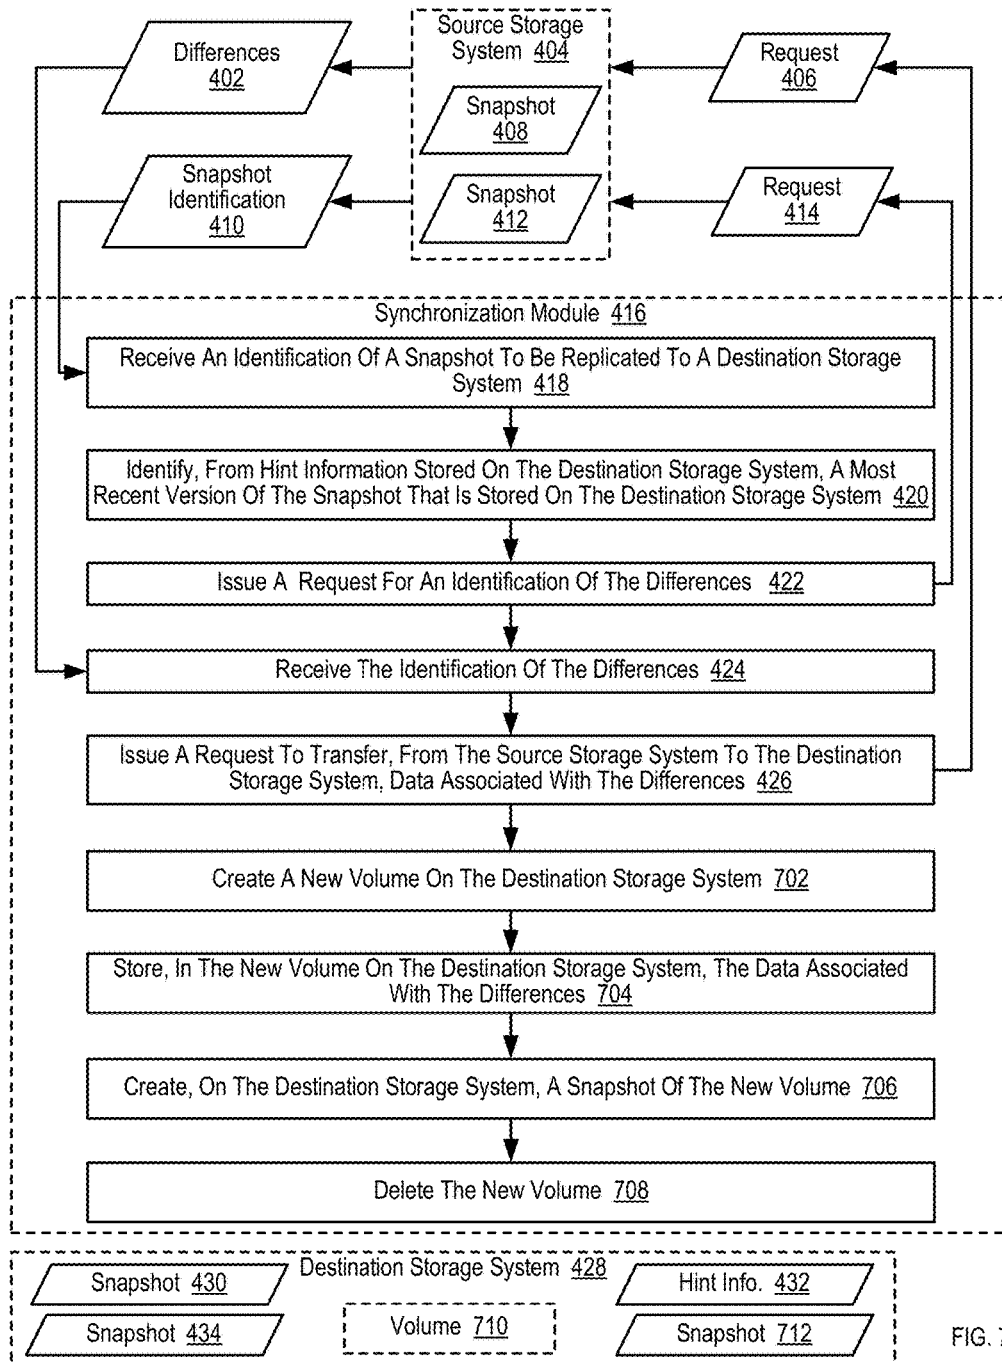 Differences
402
Source Storage
System 404
Request
406
Snapshot
408
Snapshot
Identification
410
Snapshot
412
Request
414
Synchronization Module 416
Receive An Identification Of A Snapshot To Be Replicated To A Destination Storage
System 418
Identify, From Hint Information Stored On The Destination Storage System, A Most
Recent Version Of The Snapshot That Is Stored On The Destination Storage System 420
Issue A Request For An Identification Of The Differences 422
Receive The Identification Of The Differences 424
Issue A Request To Transfer, From The Source Storage System To The Destination
Storage System, Data Associated With The Differences 426
Create A New Volume On The Destination Storage System 702
Store, In The New Volume On The Destination Storage System, The Data Associated
With The Differences 704
Create, On The Destination Storage System, A Snapshot Of The New Volume 706
Delete The New Volume 708
Destination Storage System 428
Snapshot 430
Hint Info. 432
Snapshot 434
Volume 710
Snapshot 712
FIG. 7